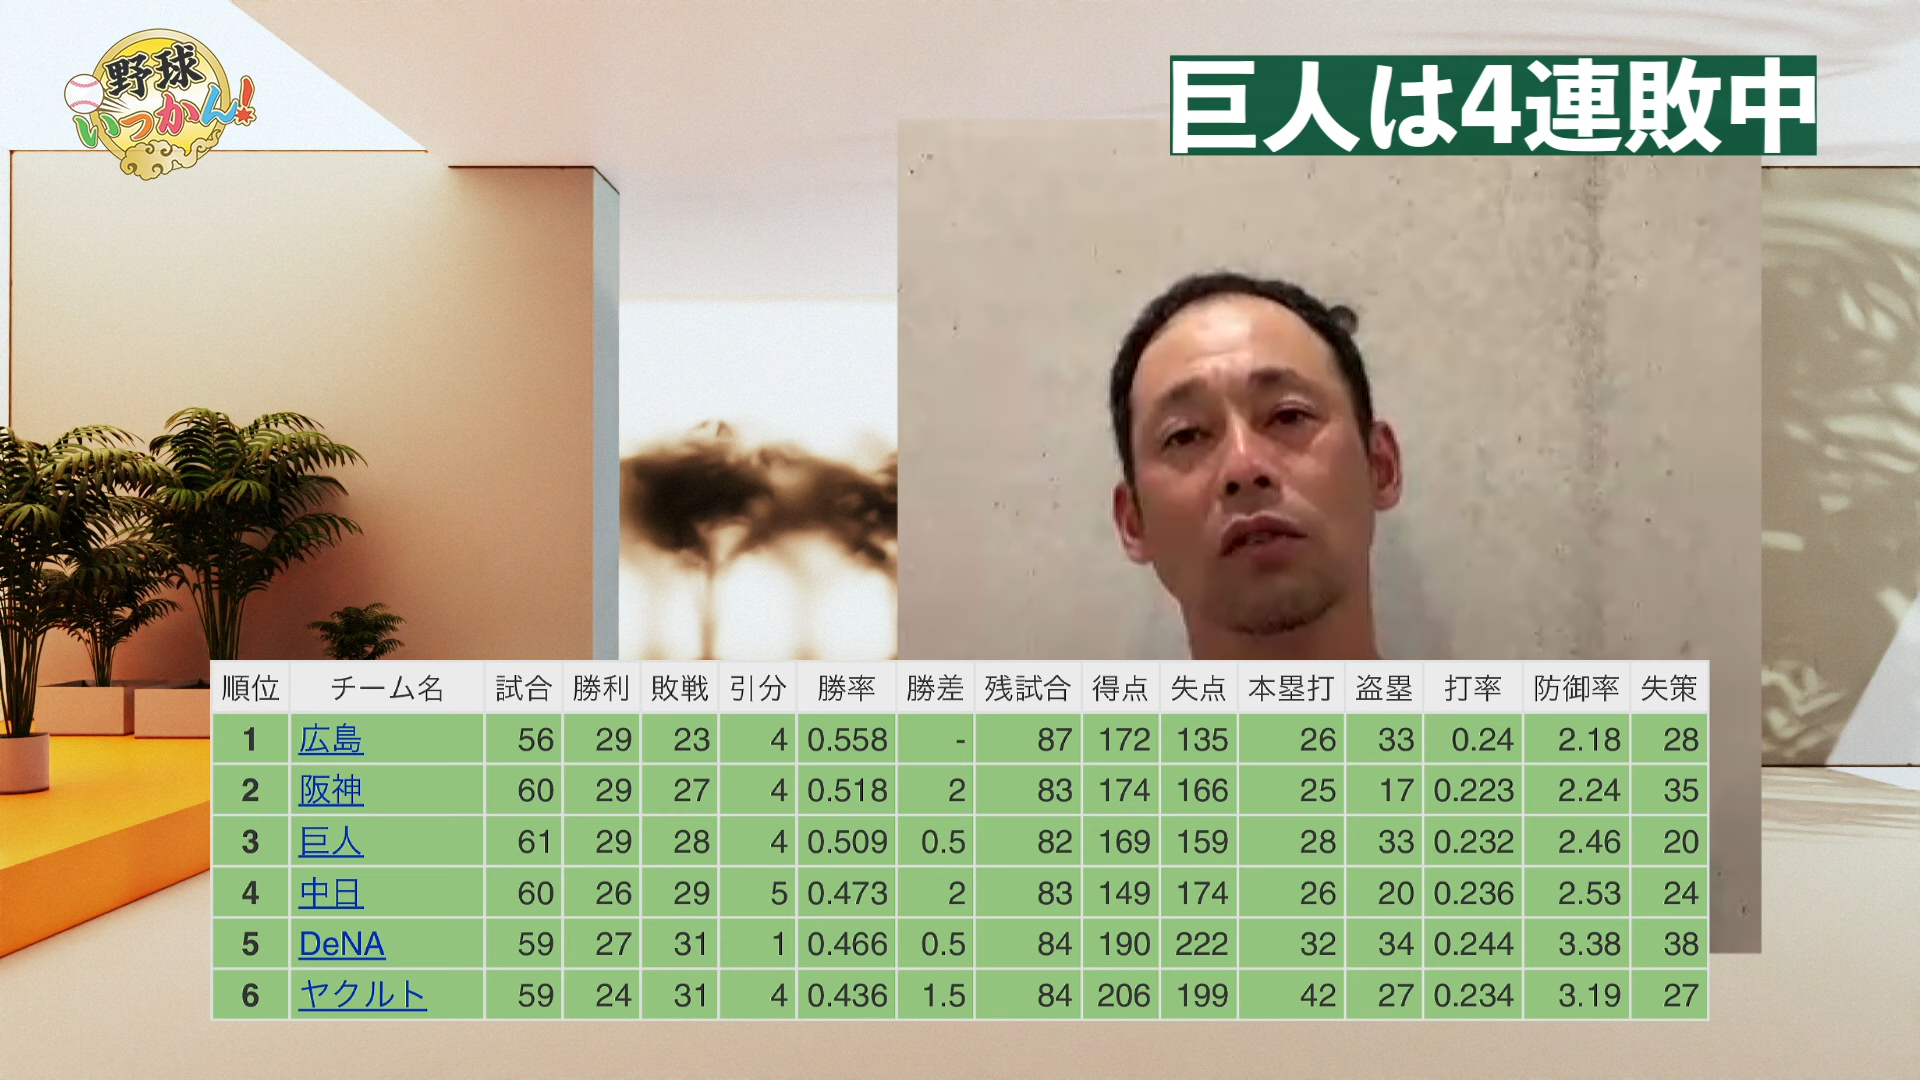 野球
いっかん!
巨人は4連敗中
順位 チーム名 試合 勝利 敗戦 引分 勝率 勝差 残試合 得点 失点 本塁打 盗塁 打率 防御率 失策
1 広島 56 29 23 4 0.558 - 87 172 135 26 33 0.24 2.18 28
2 阪神 60 29 27 4 0.518 2 83 174 166 25 17 0.223 2.24 35
3 巨人 61 29 28 4 0.509 0.5 82 169 159 28 33 0.232 2.46 20
4 中日 60 26 29 5 0.473 2 83 149 174 26 20 0.236 2.53 24
5 DeNA 59 27 31 1 0.466 0.5 84 190 222 32 34 0.244 3.38 38
6 ヤクルト 59 24 31 4 0.436 1.5 84 206 199 42 27 0.234 3.19 27